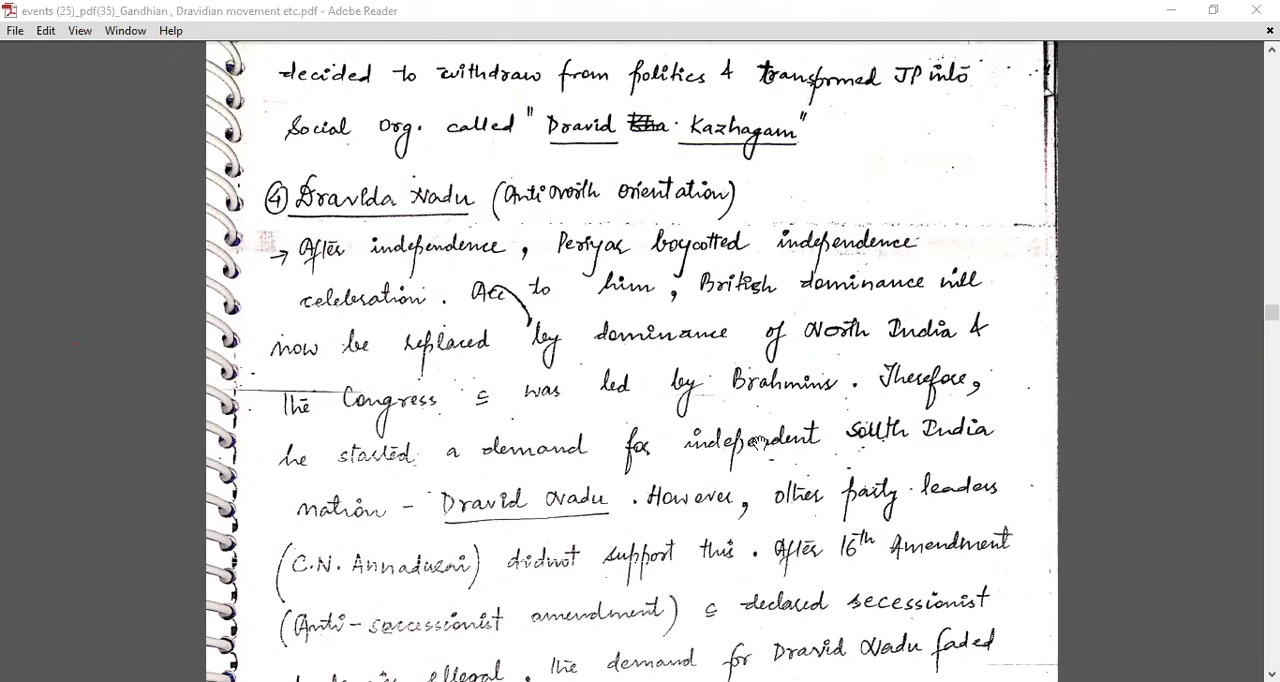 events (25)_pdf(35)_Gandhian , Dravidian movement etc.pdf - Adobe Reader
File Edit View Window Help
decided to withdraw from politics & transformed JP into
Social Org. called "Dravid Kazhagam"
④ Dravida Nadu (Anti North orientation)
→ After independence, Periyar boycotted independence
celebration. Acc to him, British dominance will
now be replaced by dominance of North India &
the Congress c was led by Brahmins. Therefore,
he started a demand for independent South India
nation - Dravid Nadu. However, other party leaders
(C.N. Annadurai) didnot support this. After 16th Amendment
(Anti-secessionist amendment) c declared secessionist
illegal, the demand for Dravid Nadu faded